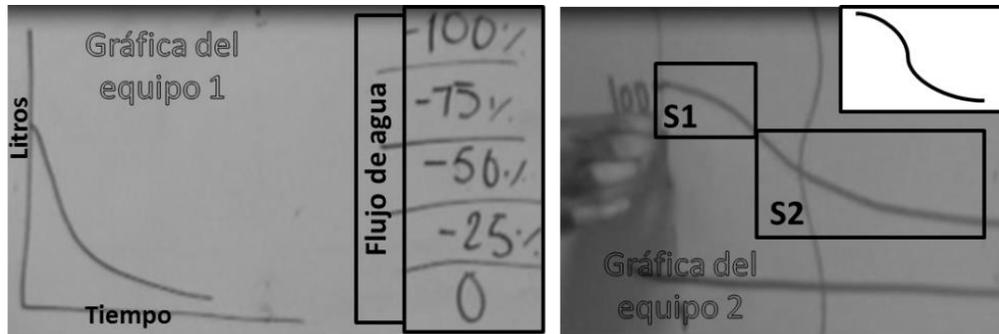 Gráfica del
equipo 1
Litros
Tiempo
Flujo de agua
-100%
-75%
-50%
-25%
0
100
S1
S2
Gráfica del
equipo 2